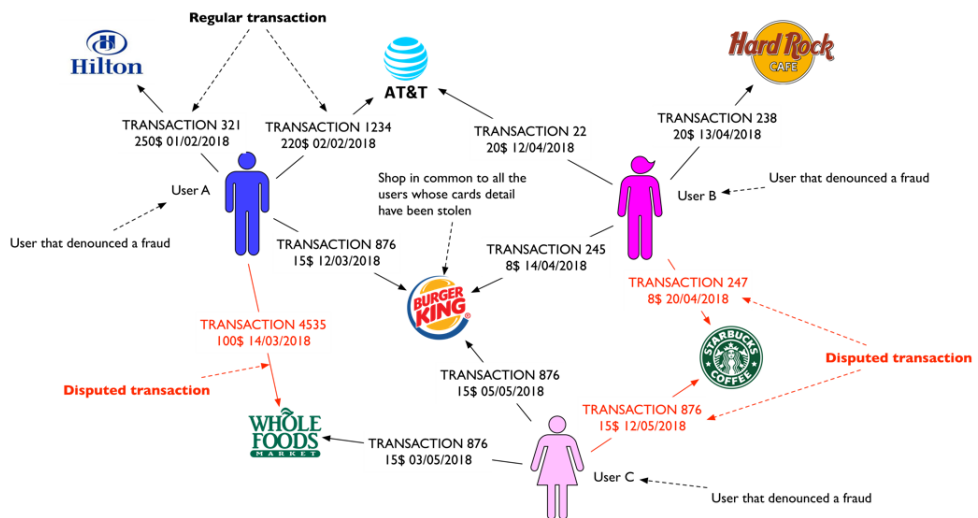 Regular transaction
Hilton
AT&T
Hard Rock
CAFE
TRANSACTION 321
250$ 01/02/2018
TRANSACTION 1234
220$ 02/02/2018
TRANSACTION 22
20$ 12/04/2018
TRANSACTION 238
20$ 13/04/2018
User A
Shop in common to all the
users whose cards detail
have been stolen
User B
User that denounced a fraud
User that denounced a fraud
TRANSACTION 876
15$ 12/03/2018
TRANSACTION 245
8$ 14/04/2018
BURGER
KING
TRANSACTION 247
8$ 20/04/2018
TRANSACTION 4535
100$ 14/03/2018
STARBUCKS
COFFEE
Disputed transaction
Disputed transaction
TRANSACTION 876
15$ 05/05/2018
TRANSACTION 876
15$ 12/05/2018
WHOLE
FOODS
MARKET
TRANSACTION 876
15$ 03/05/2018
User C
User that denounced a fraud